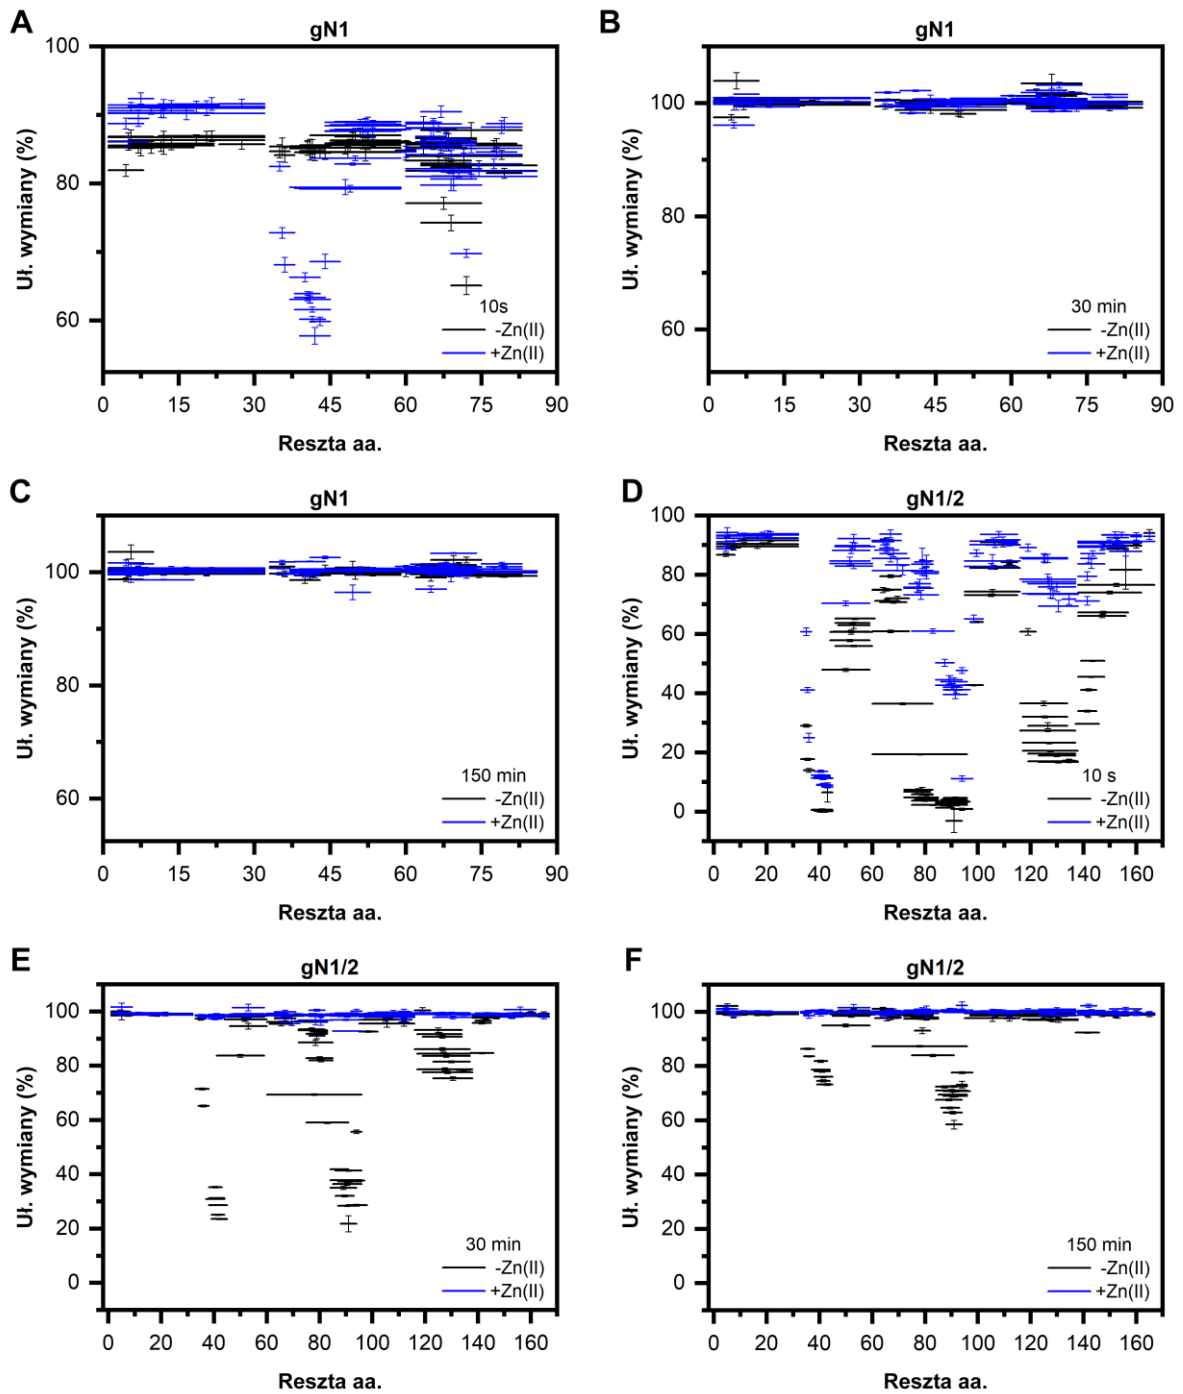 A
gN1
100
80
60
Uł. wymiany (%)
10s
-Zn(II)
+Zn(II)
0 15 30 45 60 75 90
Reszta aa.
B
gN1
100
80
60
Uł. wymiany (%)
30 min
-Zn(II)
+Zn(II)
0 15 30 45 60 75 90
Reszta aa.
C
gN1
100
80
60
Uł. wymiany (%)
150 min
-Zn(II)
+Zn(II)
0 15 30 45 60 75 90
Reszta aa.
D
gN1/2
100
80
60
40
20
0
Uł. wymiany (%)
10 s
-Zn(II)
+Zn(II)
0 20 40 60 80 100 120 140 160
Reszta aa.
E
gN1/2
100
80
60
40
20
0
Uł. wymiany (%)
30 min
-Zn(II)
+Zn(II)
0 20 40 60 80 100 120 140 160
Reszta aa.
F
gN1/2
100
80
60
40
20
0
Uł. wymiany (%)
150 min
-Zn(II)
+Zn(II)
0 20 40 60 80 100 120 140 160
Reszta aa.